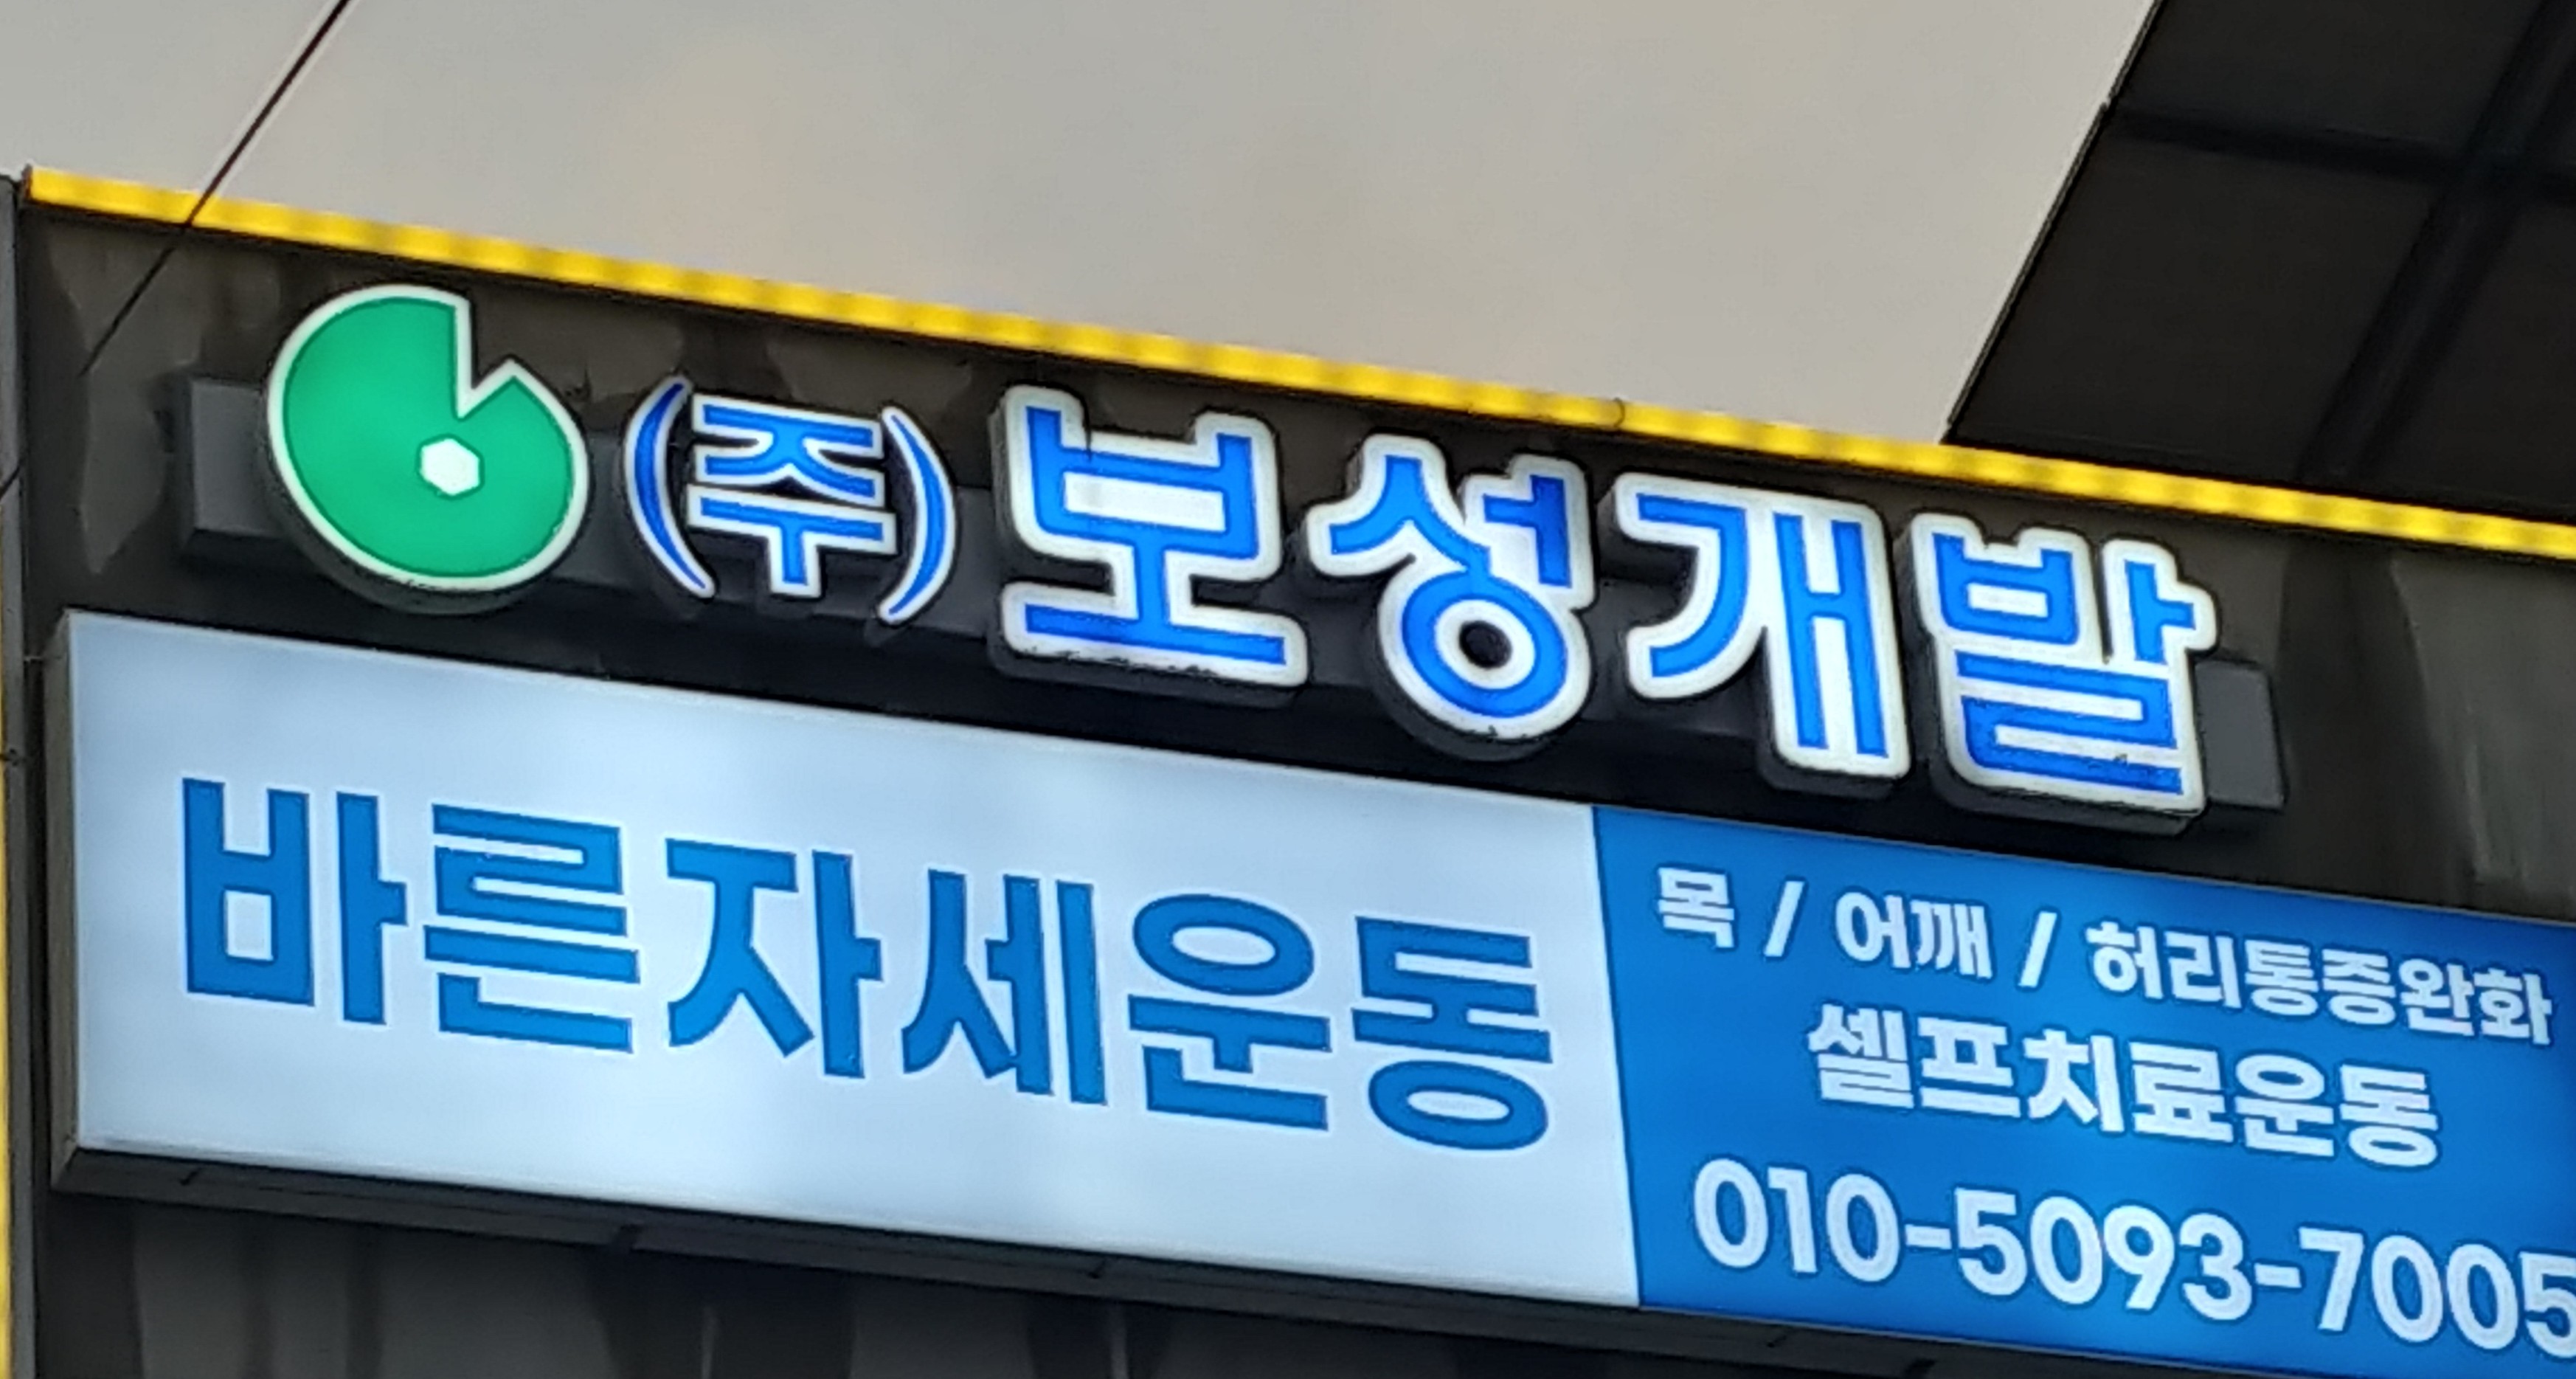 (주)보성개발
바른자세운동
목 / 어깨 / 허리통증완화
셀프치료운동
010-5093-7005